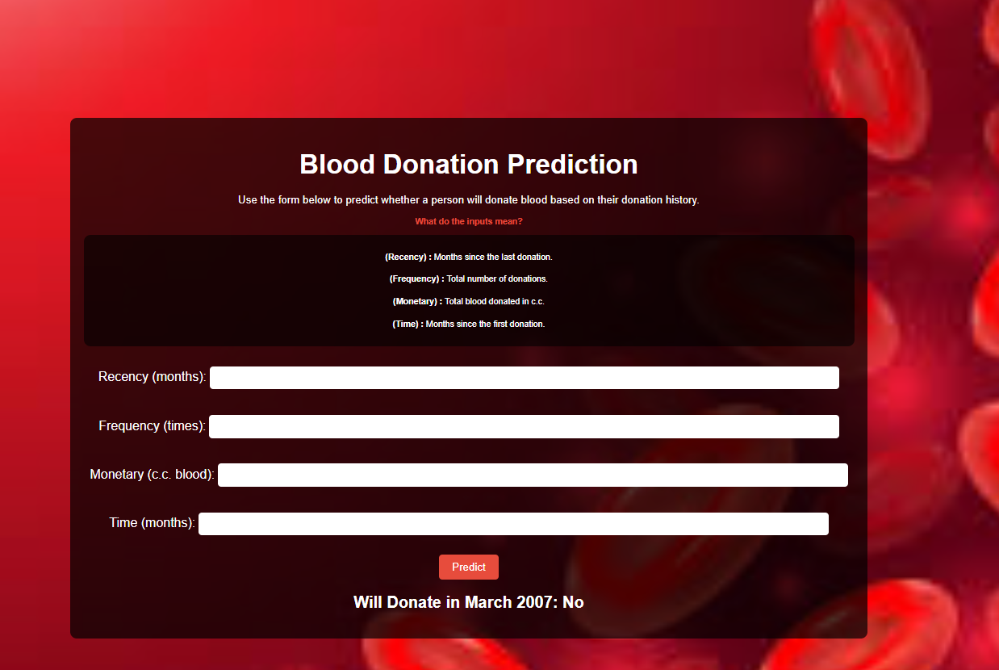 Blood Donation Prediction
Use the form below to predict whether a person will donate blood based on their donation history.
What do the inputs mean?
(Recency) : Months since the last donation.
(Frequency) : Total number of donations.
(Monetary) : Total blood donated in c.c.
(Time) : Months since the first donation.
Recency (months):
Frequency (times):
Monetary (c.c. blood):
Time (months):
Predict
Will Donate in March 2007: No